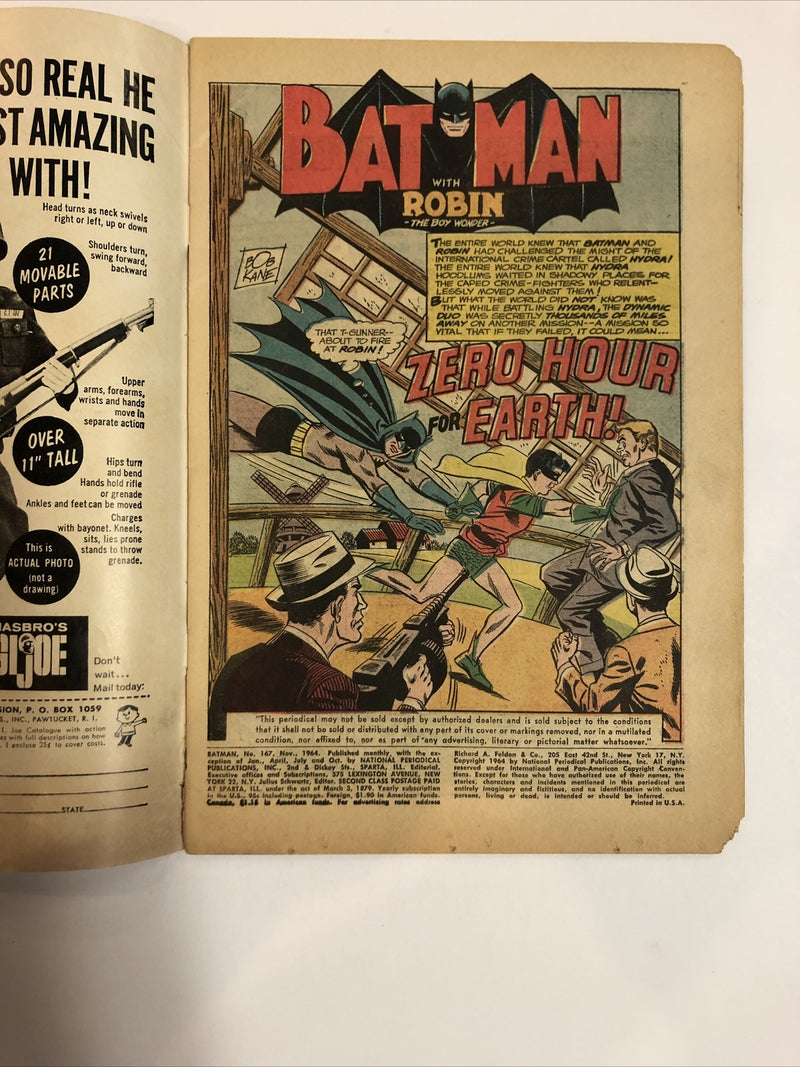 SO REAL HE
ST AMAZING
WITH!
Head turns as neck swivels
right or left, up or down
21
MOVABLE
PARTS
Shoulders turn,
swing forward,
backward
Upper
arms, forearms,
wrists and hands
move in
separate action
OVER
11" TALL
Hips turn
and bend
Hands hold rifle
or grenade
Ankles and feet can be moved
Charges
with bayonet. Kneels,
sits, lies prone
stands to throw
grenade.
This is
ACTUAL PHOTO
(not a
drawing)
HASBRO'S
GI JOE
Don't
wait...
Mail today:
SION, P. O. BOX 1059
S., INC., PAWTUCKET, R. I.
I. Joe Catalogue with action
es with full descriptions on how
I enclose 25¢ to cover costs.
STATE
BATMAN
WITH
ROBIN
-THE BOY WONDER-
BOB
KANE
THE ENTIRE WORLD KNEW THAT BATMAN AND
ROBIN HAD CHALLENGED THE MIGHT OF THE
INTERNATIONAL CRIME CARTEL CALLED HYDRA!
THE ENTIRE WORLD KNEW THAT HYDRA
HOODLUMS WAITED IN SHADOWY PLACES FOR
THE CAPED CRIME-FIGHTERS WHO RELENT-
LESSLY MOVED AGAINST THEM!
BUT WHAT THE WORLD DID NOT KNOW WAS
THAT WHILE BATTLING HYDRA, THE DYNAMIC
DUO WAS SECRETLY THOUSANDS OF MILES
AWAY ON ANOTHER MISSION--A MISSION SO
VITAL THAT IF THEY FAILED, IT COULD MEAN...
THAT T-GUNNER--
ABOUT TO FIRE
AT ROBIN!
ZERO HOUR
FOR EARTH!
"This periodical may not be sold except by authorized dealers and is sold subject to the conditions
that it shall not be sold or distributed with any part of its cover or markings removed, nor in a mutilated
condition, nor affixed to, nor as part of any advertising, literary or pictorial matter whatsoever."
BATMAN, No. 167, Nov., 1964. Published monthly, with the ex-
ception of Jan., April, July and Oct. by NATIONAL PERIODICAL
PUBLICATIONS, INC., 2nd & Dickey Sts., SPARTA, ILL. Editorial,
Executive offices and Subscriptions, 575 LEXINGTON AVENUE, NEW
YORK 22, N.Y. Julius Schwartz, Editor. SECOND CLASS POSTAGE PAID
AT SPARTA, ILL. under the act of March 3, 1879. Yearly subscription
in the U.S., 95c including postage. Foreign, $1.90 in American funds.
Canada, $1.15 in American funds. For advertising rates address
Richard A. Feldon & Co., 205 East 42nd St., New York 17, N.Y.
Copyright 1964 by National Periodical Publications, Inc. All rights
reserved under International and Pan-American Copyright Conven-
tions. Except for those who have authorized use of their names, the
stories, characters and incidents mentioned in this periodical are
entirely imaginary and fictitious, and no identification with actual
persons, living or dead, is intended or should be inferred.
Printed in U.S.A.